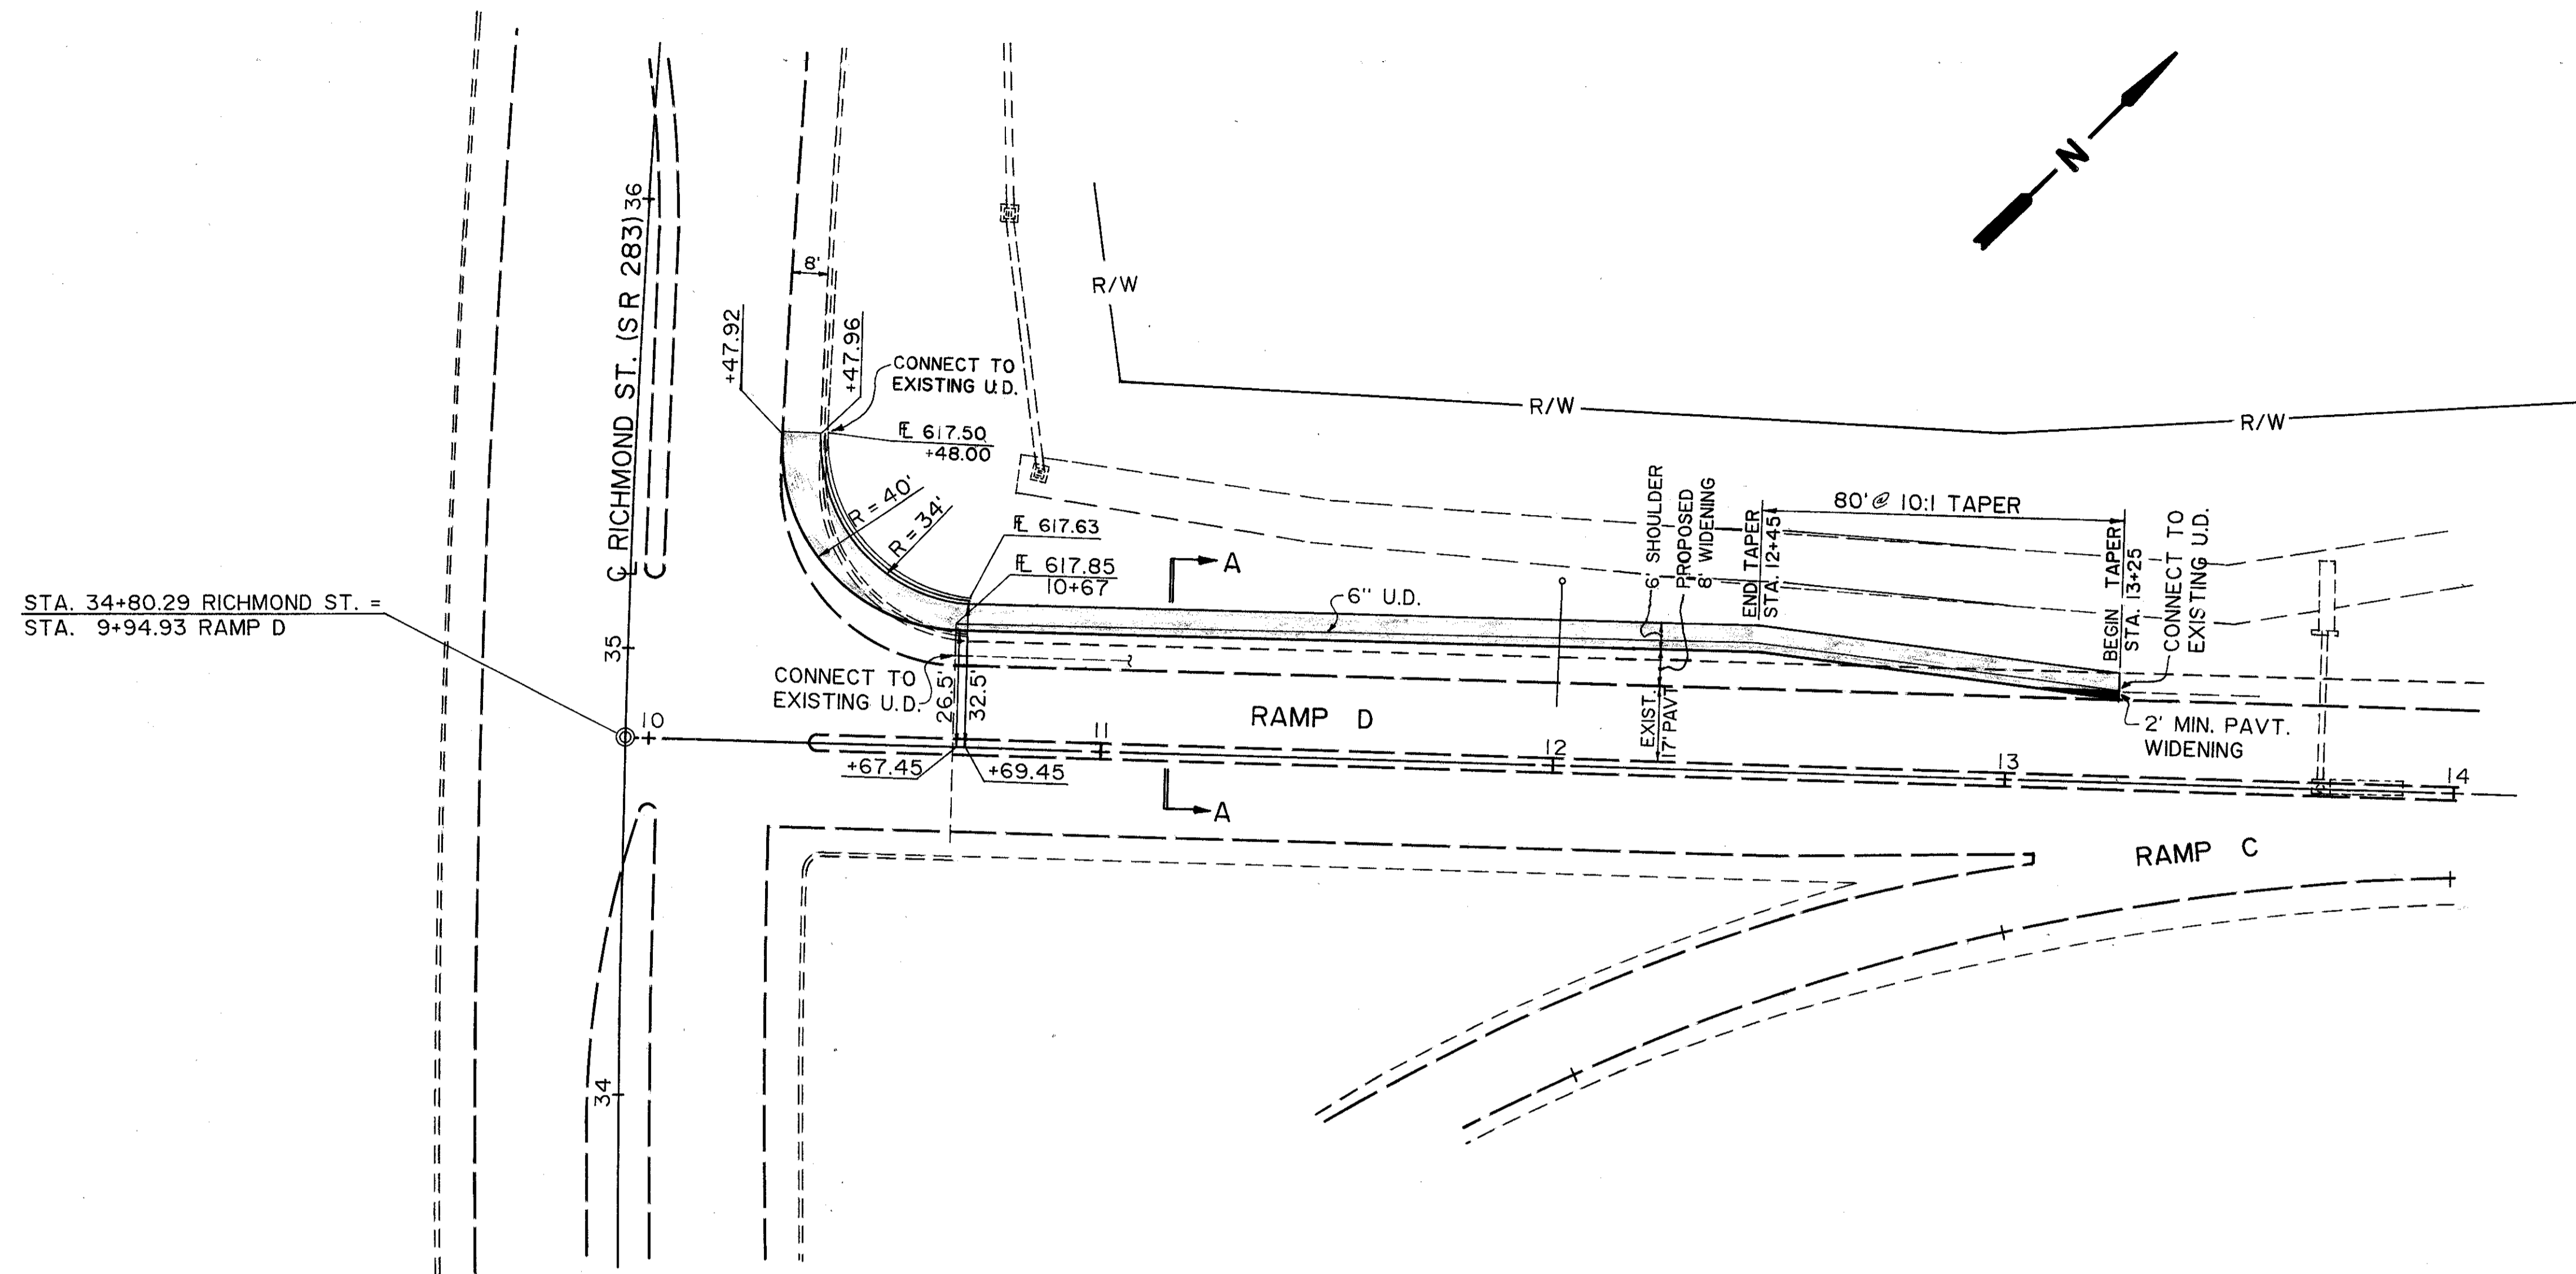 N
℄ RICHMOND ST. (SR 283)
36
35
34
8'
R/W
R/W
R/W
+47.92
+47.96
CONNECT TO
EXISTING U.D.
℄ 617.50
+48.00
R = 40'
R = 34'
℄ 617.63
℄ 617.85
10+67
A
6" U.D.
6' SHOULDER
PROPOSED
8' WIDENING
END TAPER
STA. 12+45
80' @ 10:1 TAPER
BEGIN TAPER
STA. 13+25
CONNECT TO
EXISTING U.D.
STA. 34+80.29 RICHMOND ST. =
STA. 9+94.93 RAMP D
CONNECT TO
EXISTING U.D.
26.5'
32.5'
RAMP D
EXIST.
17' PAVT.
2' MIN. PAVT.
WIDENING
10
11
12
13
14
+67.45
+69.45
A
RAMP C